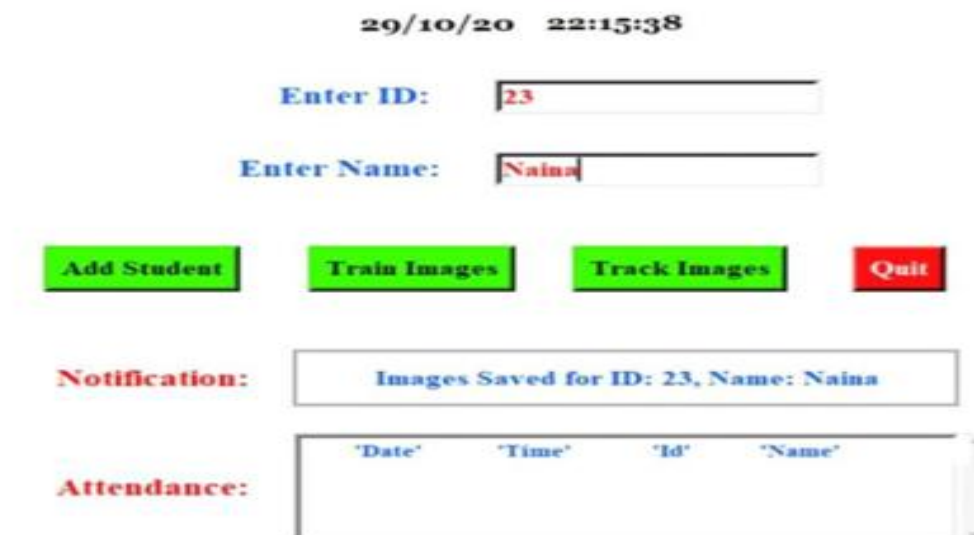 29/10/20 22:15:38
Enter ID: 23
Enter Name: Naina
Add Student Train Images Track Images Quit
Notification: Images Saved for ID: 23, Name: Naina
'Date' 'Time' 'Id' 'Name'
Attendance: